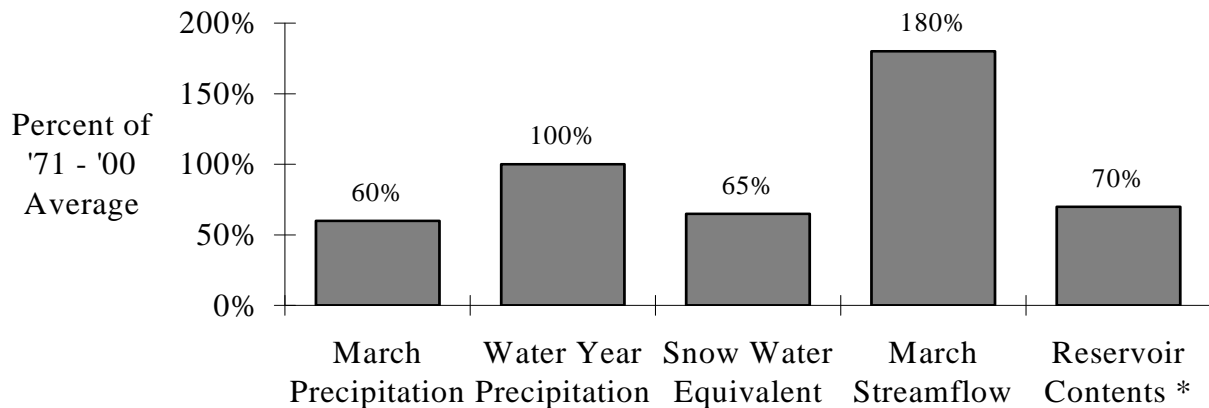 200%
150%
100%
50%
0%
Percent of
'71 - '00
Average
60%
100%
65%
180%
70%
March
Precipitation
Water Year
Precipitation
Snow Water
Equivalent
March
Streamflow
Reservoir
Contents *